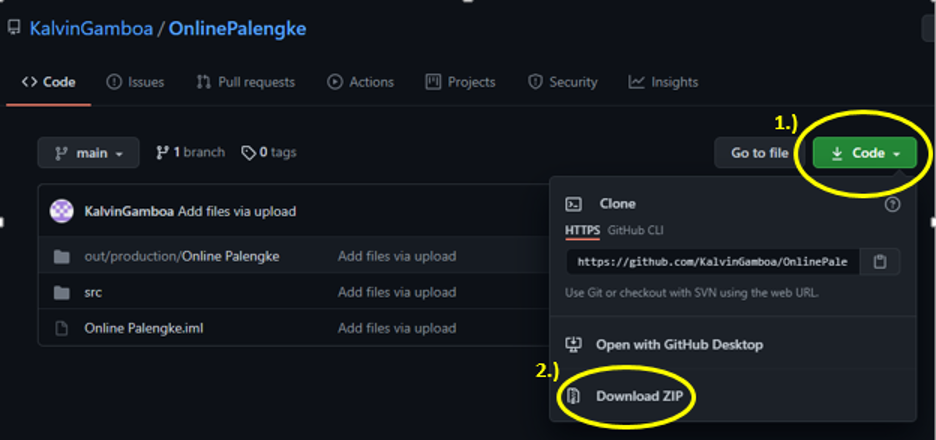 KalvinGamboa / OnlinePalengke
<> Code Issues Pull requests Actions Projects Security Insights
1.)
main 1 branch 0 tags Go to file Code
KalvinGamboa Add files via upload
out/production/Online Palengke Add files via upload
src Add files via upload
Online Palengke.iml Add files via upload
Clone
HTTPS GitHub CLI
https://github.com/KalvinGamboa/OnlinePale
Use Git or checkout with SVN using the web URL.
Open with GitHub Desktop
2.)
Download ZIP